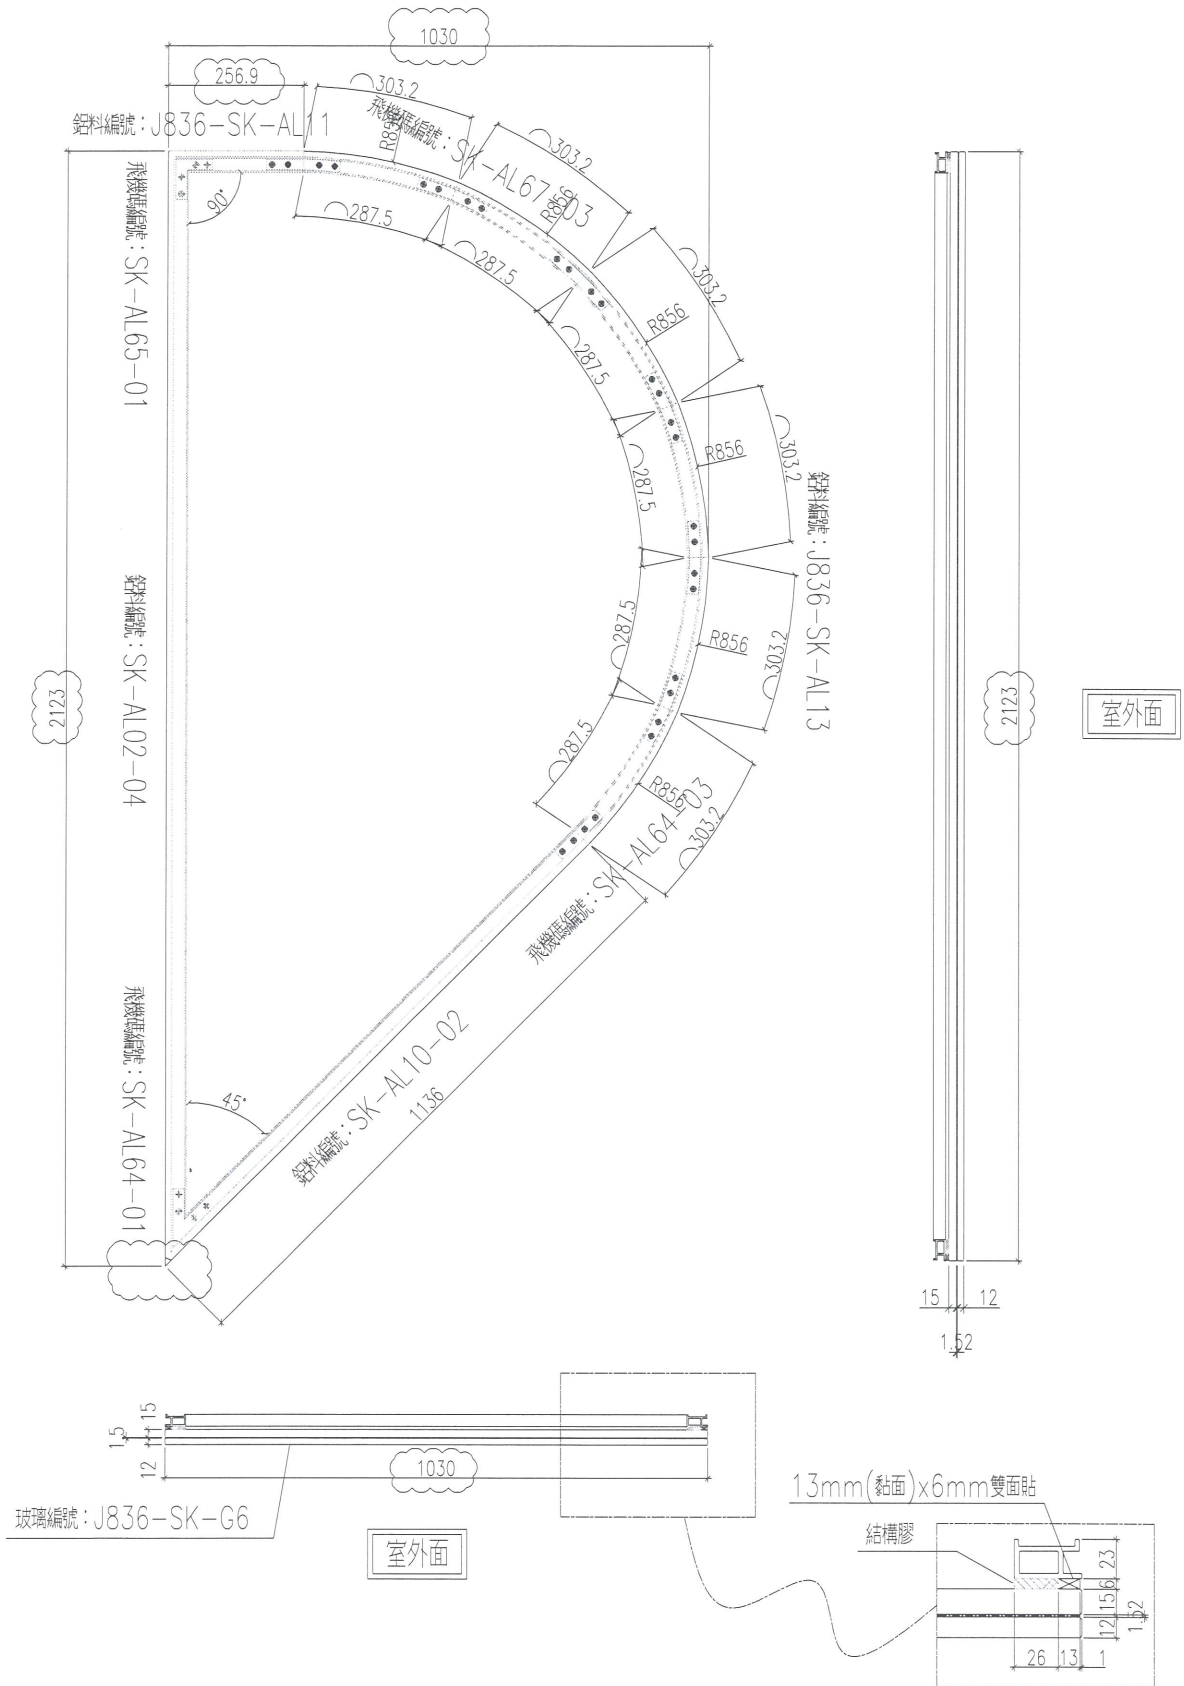 1030
256.9
303.2
鋁料編號：J836-SK-AL11
飛機碼編號：SK-AL67-03
R856
303.2
R856
90°
287.5
飛機碼編號：SK-AL65-01
287.5
303.2
R856
287.5
303.2
R856
287.5
鋁料編號：J836-SK-AL13
鋁料編號：SK-AL02-04
287.5
R856
303.2
2123
2123
室外面
287.5
R856
303.2
飛機碼編號：SK-AL64-03
飛機碼編號：SK-AL64-01
鋁料編號：SK-AL10-02
1136
45°
15
12
1.52
15
1.5
12
1030
玻璃編號：J836-SK-G6
室外面
13mm(黏面)x6mm雙面貼
結構膠
23
6
15
12
1.52
26
13
1